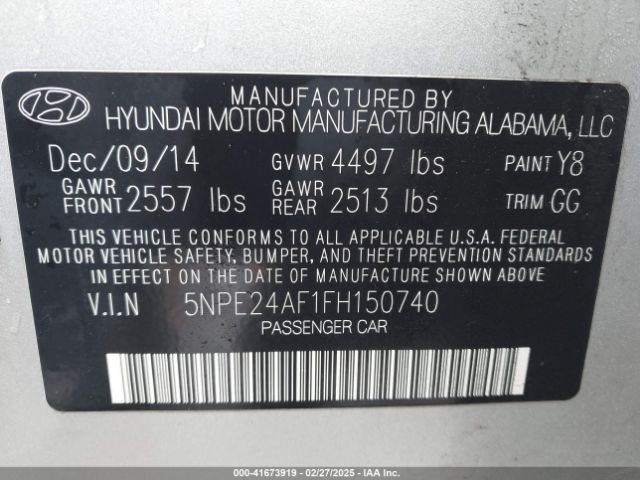 MANUFACTURED BY
HYUNDAI MOTOR MANUFACTURING ALABAMA, LLC
Dec/09/14 GVWR 4497 lbs PAINT Y8
GAWR FRONT 2557 lbs GAWR REAR 2513 lbs TRIM GG
THIS VEHICLE CONFORMS TO ALL APPLICABLE U.S.A. FEDERAL
MOTOR VEHICLE SAFETY, BUMPER, AND THEFT PREVENTION STANDARDS
IN EFFECT ON THE DATE OF MANUFACTURE SHOWN ABOVE
V.I.N 5NPE24AF1FH150740
PASSENGER CAR
000-41673919 - 02/27/2025 - IAA Holdings, LLC - Copyright